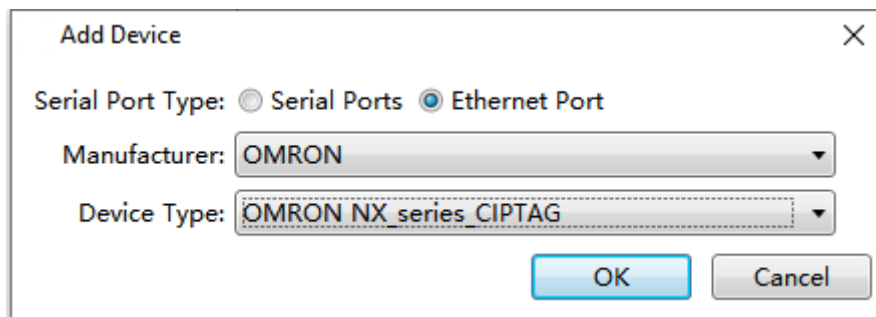 Add Device
Serial Port Type: Serial Ports Ethernet Port
Manufacturer: OMRON
Device Type: OMRON NX_series_CIPTAG
OK Cancel